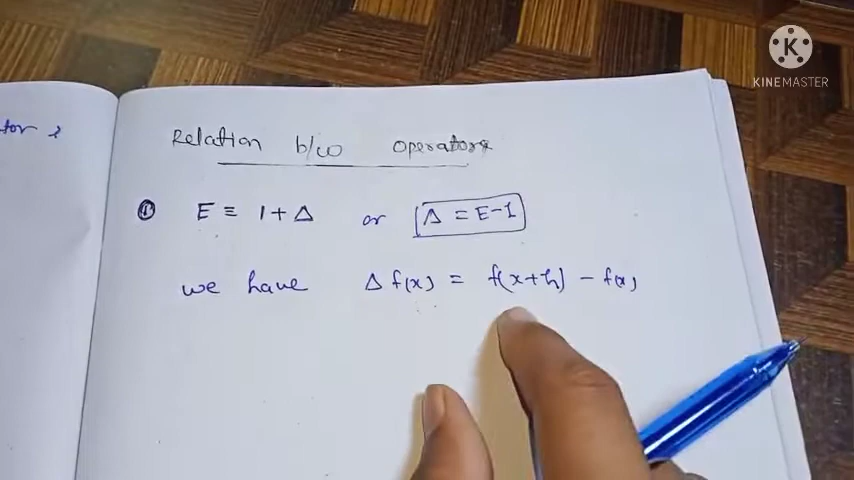 K
KINEMASTER
Relation b/w operators
① E ≡ 1 + Δ or Δ = E-1
we have Δ f(x) = f(x+h) - f(x)